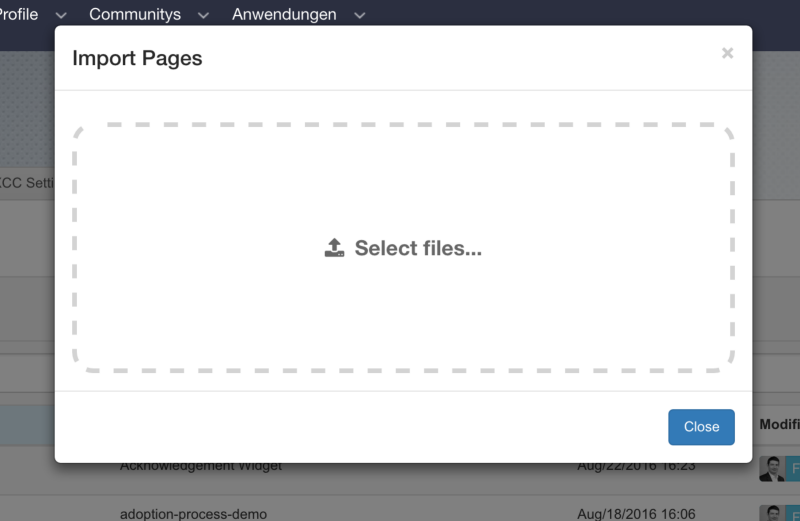 Profile Communitys Anwendungen
Import Pages ×
XCC Setti
Select files...
Close
Modifi
Acknowledgement Widget Aug/22/2016 16:23
F
adoption-process-demo Aug/18/2016 16:06
F